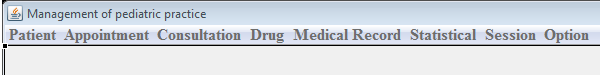 Management of pediatric practice
Patient Appointment Consultation Drug Medical Record Statistical Session Option